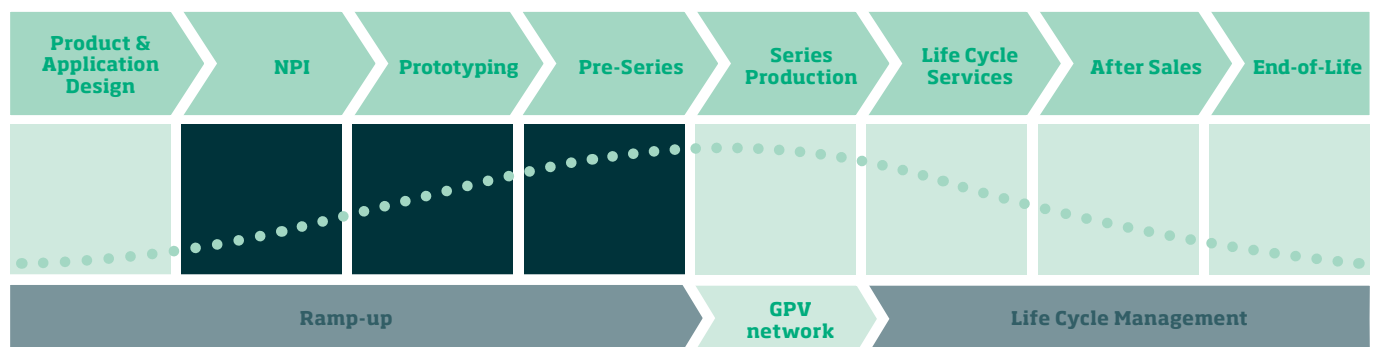 Product &
Application
Design
NPI
Prototyping
Pre-Series
Series
Production
Life Cycle
Services
After Sales
End-of-Life
Ramp-up
GPV
network
Life Cycle Management